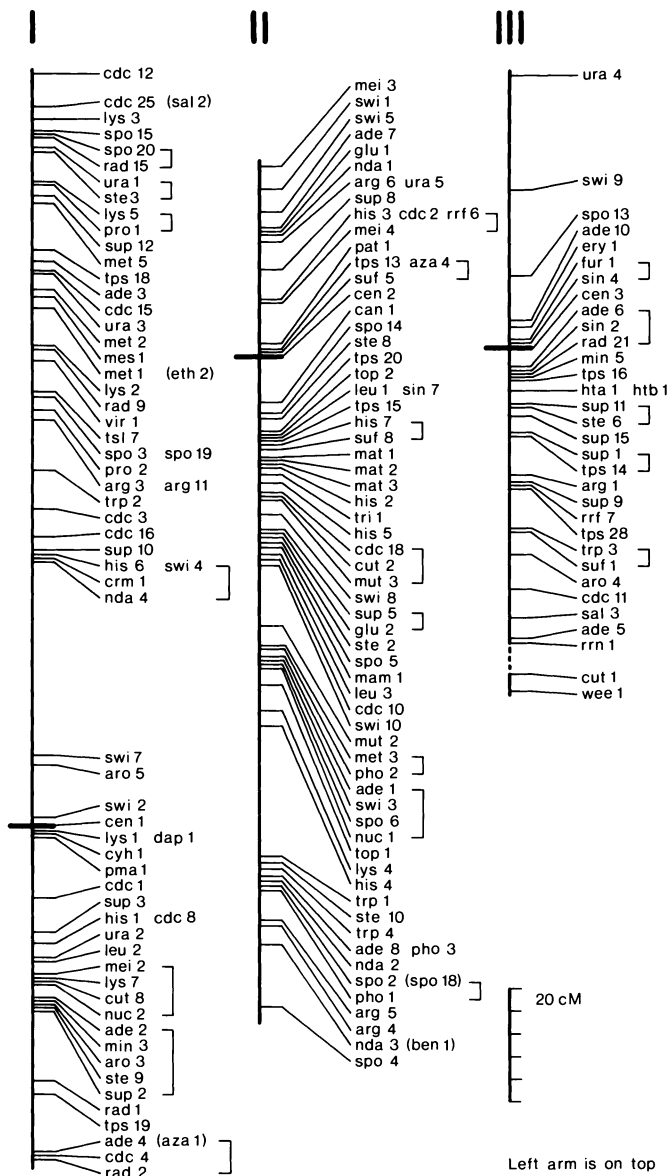 I
cdc 12
cdc 25 (sal 2)
lys 3
spo 15
spo 20
rad 15
ura 1
ste 3
lys 5
pro 1
sup 12
met 5
tps 18
ade 3
cdc 15
ura 3
met 2
mes 1
met 1 (eth 2)
lys 2
rad 9
vir 1
tsl 7
spo 3 spo 19
pro 2
arg 3 arg 11
trp 2
cdc 3
cdc 16
sup 10
his 6 swi 4
crm 1
nda 4
swi 7
aro 5
swi 2
cen 1
lys 1 dap 1
cyh 1
pma 1
cdc 1
sup 3
his 1 cdc 8
ura 2
leu 2
mei 2
lys 7
cut 8
nuc 2
ade 2
min 3
aro 3
ste 9
sup 2
rad 1
tps 19
ade 4 (aza 1)
cdc 4
rad 2
II
mei 3
swi 1
swi 5
ade 7
glu 1
nda 1
arg 6 ura 5
sup 8
his 3 cdc 2 rrf 6
mei 4
pat 1
tps 13 aza 4
suf 5
cen 2
can 1
spo 14
ste 8
tps 20
top 2
leu 1 sin 7
tps 15
his 7
suf 8
mat 1
mat 2
mat 3
his 2
tri 1
his 5
cdc 18
cut 2
mut 3
swi 8
sup 5
glu 2
ste 2
spo 5
mam 1
leu 3
cdc 10
swi 10
mut 2
met 3
pho 2
ade 1
swi 3
spo 6
nuc 1
top 1
lys 4
his 4
trp 1
ste 10
trp 4
ade 8 pho 3
nda 2
spo 2 (spo 18)
pho 1
arg 5
arg 4
nda 3 (ben 1)
spo 4
III
ura 4
swi 9
spo 13
ade 10
ery 1
fur 1
sin 4
cen 3
ade 6
sin 2
rad 21
min 5
tps 16
hta 1 htb 1
sup 11
ste 6
sup 15
sup 1
tps 14
arg 1
sup 9
rrf 7
tps 28
trp 3
suf 1
aro 4
cdc 11
sal 3
ade 5
rrn 1
cut 1
wee 1
20 cM
Left arm is on top